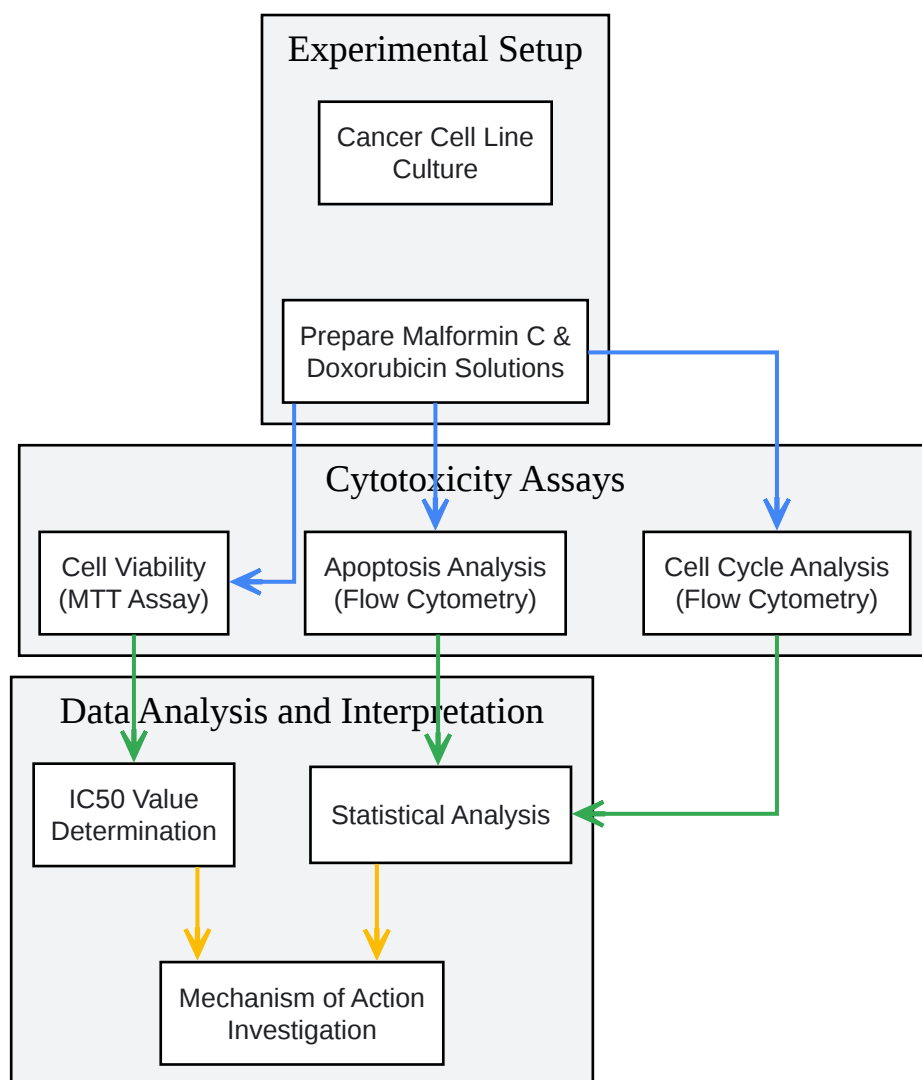 Experimental Setup
Cancer Cell Line
Culture
Prepare Malformin C &
Doxorubicin Solutions
Cytotoxicity Assays
Cell Viability
(MTT Assay)
Apoptosis Analysis
(Flow Cytometry)
Cell Cycle Analysis
(Flow Cytometry)
Data Analysis and Interpretation
IC50 Value
Determination
Statistical Analysis
Mechanism of Action
Investigation